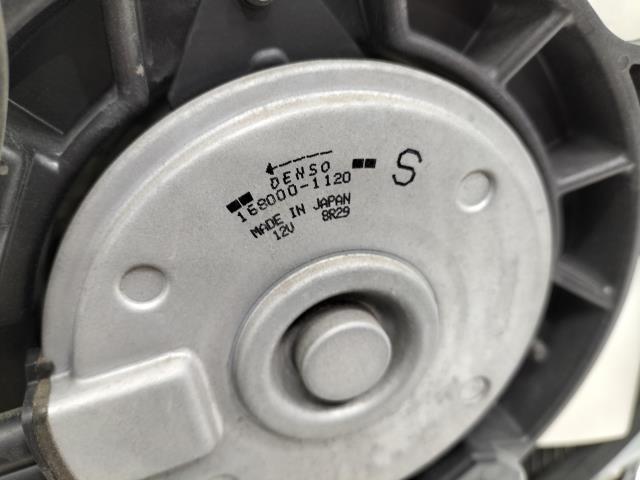 DENSO
168000-1120
MADE IN JAPAN
12V 8R29
S